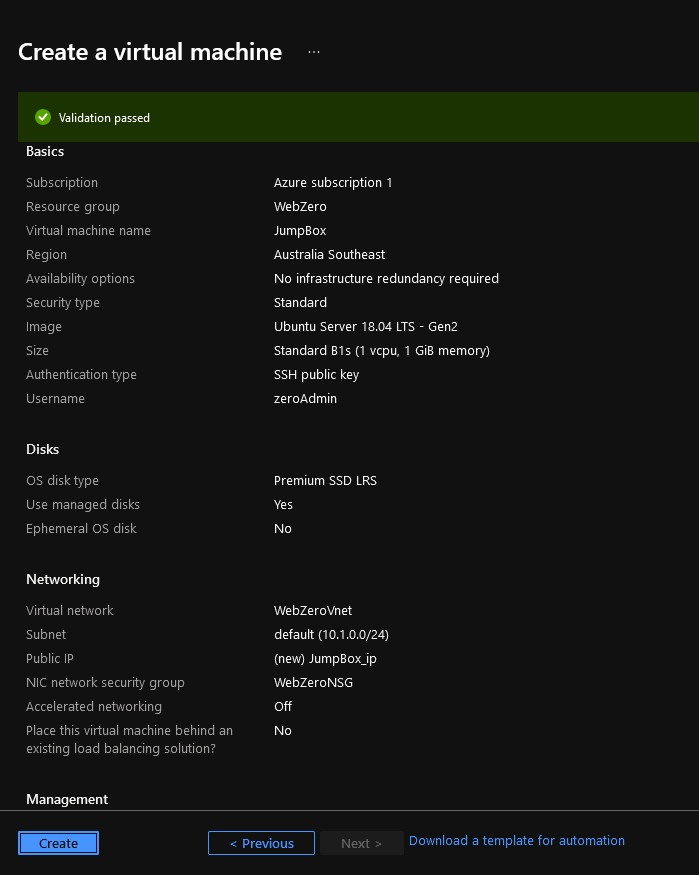 Create a virtual machine ...
Validation passed
Basics
Subscription Azure subscription 1
Resource group WebZero
Virtual machine name JumpBox
Region Australia Southeast
Availability options No infrastructure redundancy required
Security type Standard
Image Ubuntu Server 18.04 LTS - Gen2
Size Standard B1s (1 vcpu, 1 GiB memory)
Authentication type SSH public key
Username zeroAdmin
Disks
OS disk type Premium SSD LRS
Use managed disks Yes
Ephemeral OS disk No
Networking
Virtual network WebZeroVnet
Subnet default (10.1.0.0/24)
Public IP (new) JumpBox_ip
NIC network security group WebZeroNSG
Accelerated networking Off
Place this virtual machine behind an No
existing load balancing solution?
Management
Create < Previous Next > Download a template for automation